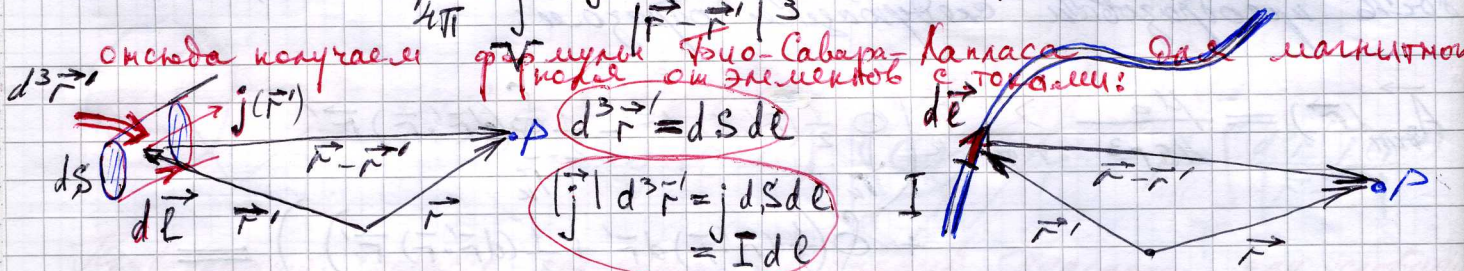 4π ∫ |r⃗ - r⃗'|³
отсюда получаем формулы Био-Савара-Лапласа для магнитного
поля от элементов с токами:
d³r⃗' j(r⃗') P d³r⃗' = dS dl dl⃗
dS r⃗ - r⃗' |j⃗| d³r⃗' = j dS dl I r⃗ - r⃗' P
dl⃗ r⃗' r⃗ = I dl r⃗' r⃗